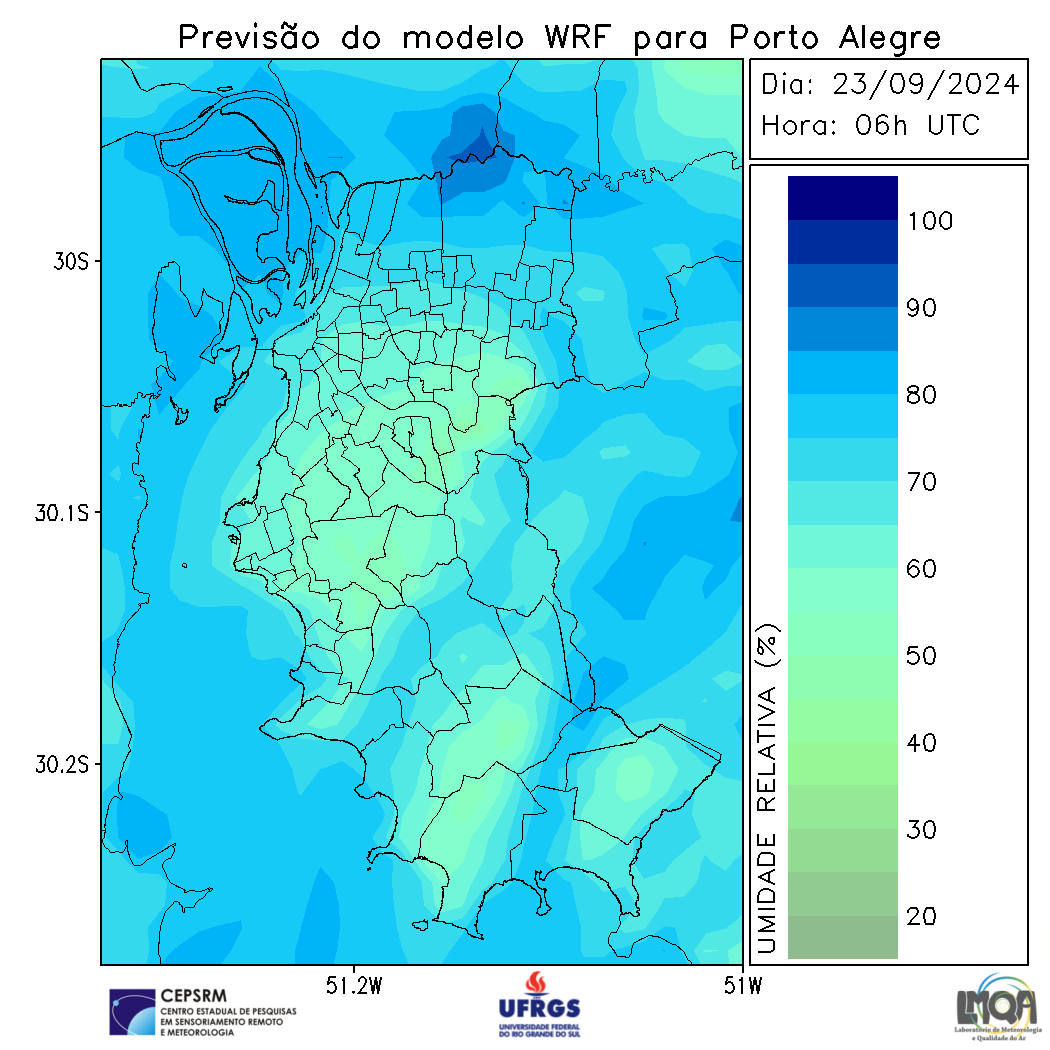 Previsão do modelo WRF para Porto Alegre
Dia: 23/09/2024
Hora: 06h UTC
30S
30.1S
30.2S
51.2W
51W
UMIDADE RELATIVA (%)
100
90
80
70
60
50
40
30
20
CEPSRM
CENTRO ESTADUAL DE PESQUISAS
EM SENSORIAMENTO REMOTO
E METEOROLOGIA
UFRGS
UNIVERSIDADE FEDERAL
DO RIO GRANDE DO SUL
LMQA
Laboratório de Meteorologia
e Qualidade do Ar